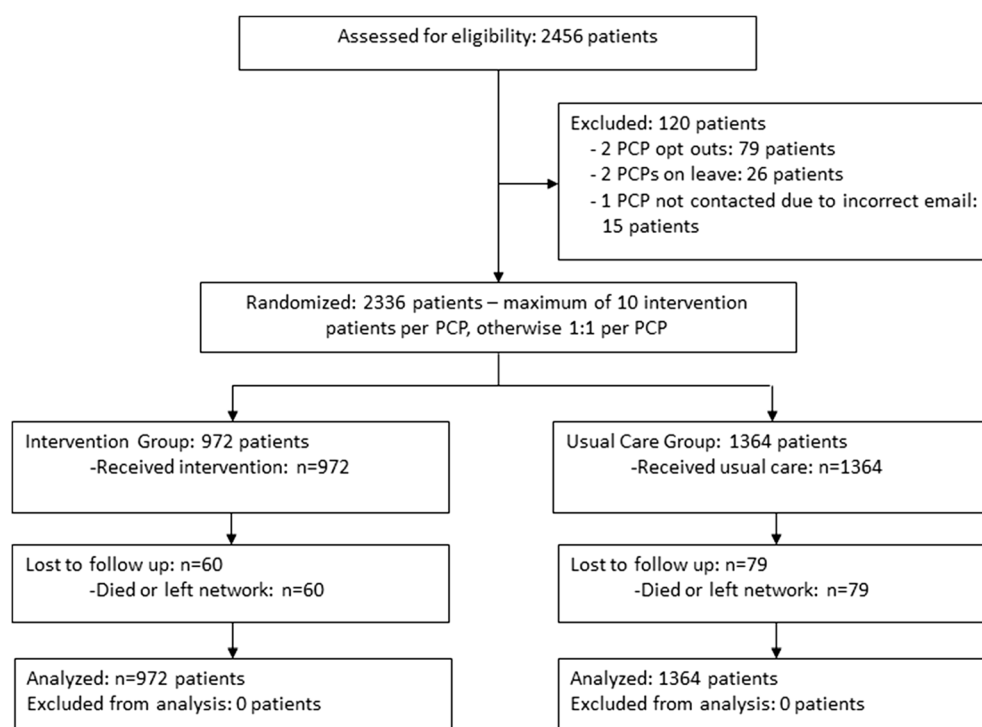 Assessed for eligibility: 2456 patients
Excluded: 120 patients
- 2 PCP opt outs: 79 patients
- 2 PCPs on leave: 26 patients
- 1 PCP not contacted due to incorrect email:
15 patients
Randomized: 2336 patients – maximum of 10 intervention
patients per PCP, otherwise 1:1 per PCP
Intervention Group: 972 patients
-Received intervention: n=972
Usual Care Group: 1364 patients
-Received usual care: n=1364
Lost to follow up: n=60
-Died or left network: n=60
Lost to follow up: n=79
-Died or left network: n=79
Analyzed: n=972 patients
Excluded from analysis: 0 patients
Analyzed: 1364 patients
Excluded from analysis: 0 patients